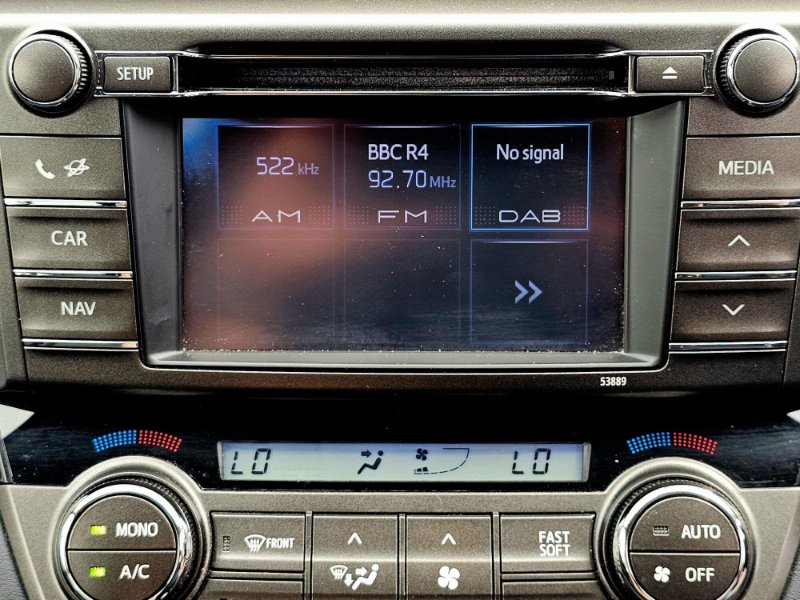 SETUP
522 kHz
AM
BBC R4
92.70 MHz
FM
No signal
DAB
MEDIA
CAR
NAV
53889
LO
LO
MONO
A/C
FRONT
FAST
SOFT
AUTO
OFF